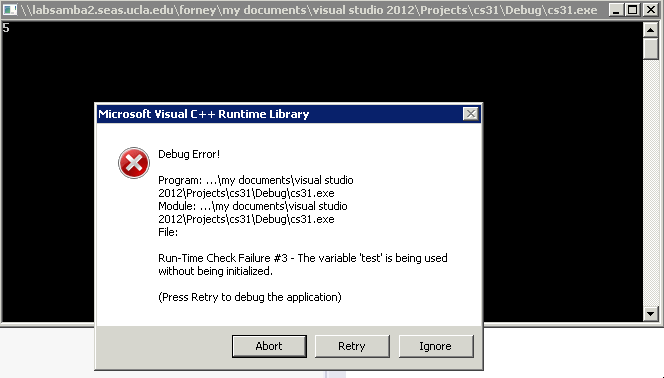 \\labsamba2.seas.ucla.edu\forney\my documents\visual studio 2012\Projects\cs31\Debug\cs31.exe
5
Microsoft Visual C++ Runtime Library
Debug Error!
Program: ...\my documents\visual studio
2012\Projects\cs31\Debug\cs31.exe
Module: ...\my documents\visual studio
2012\Projects\cs31\Debug\cs31.exe
File:
Run-Time Check Failure #3 - The variable 'test' is being used
without being initialized.
(Press Retry to debug the application)
Abort Retry Ignore